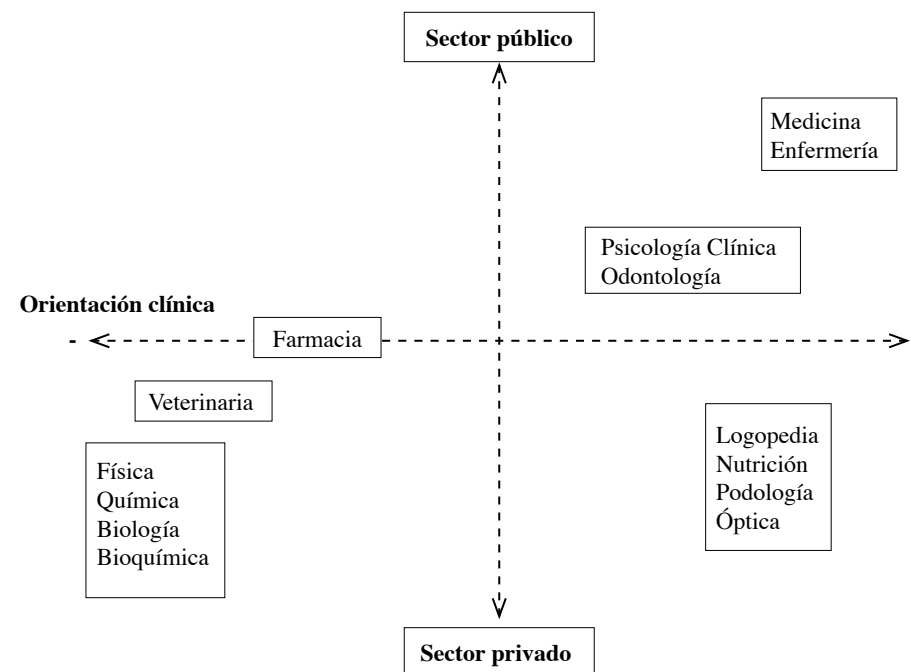 Sector público
Medicina
Enfermería
Psicología Clínica
Odontología
Orientación clínica
-
Farmacia
Veterinaria
Logopedia
Nutrición
Podología
Óptica
Física
Química
Biología
Bioquímica
Sector privado